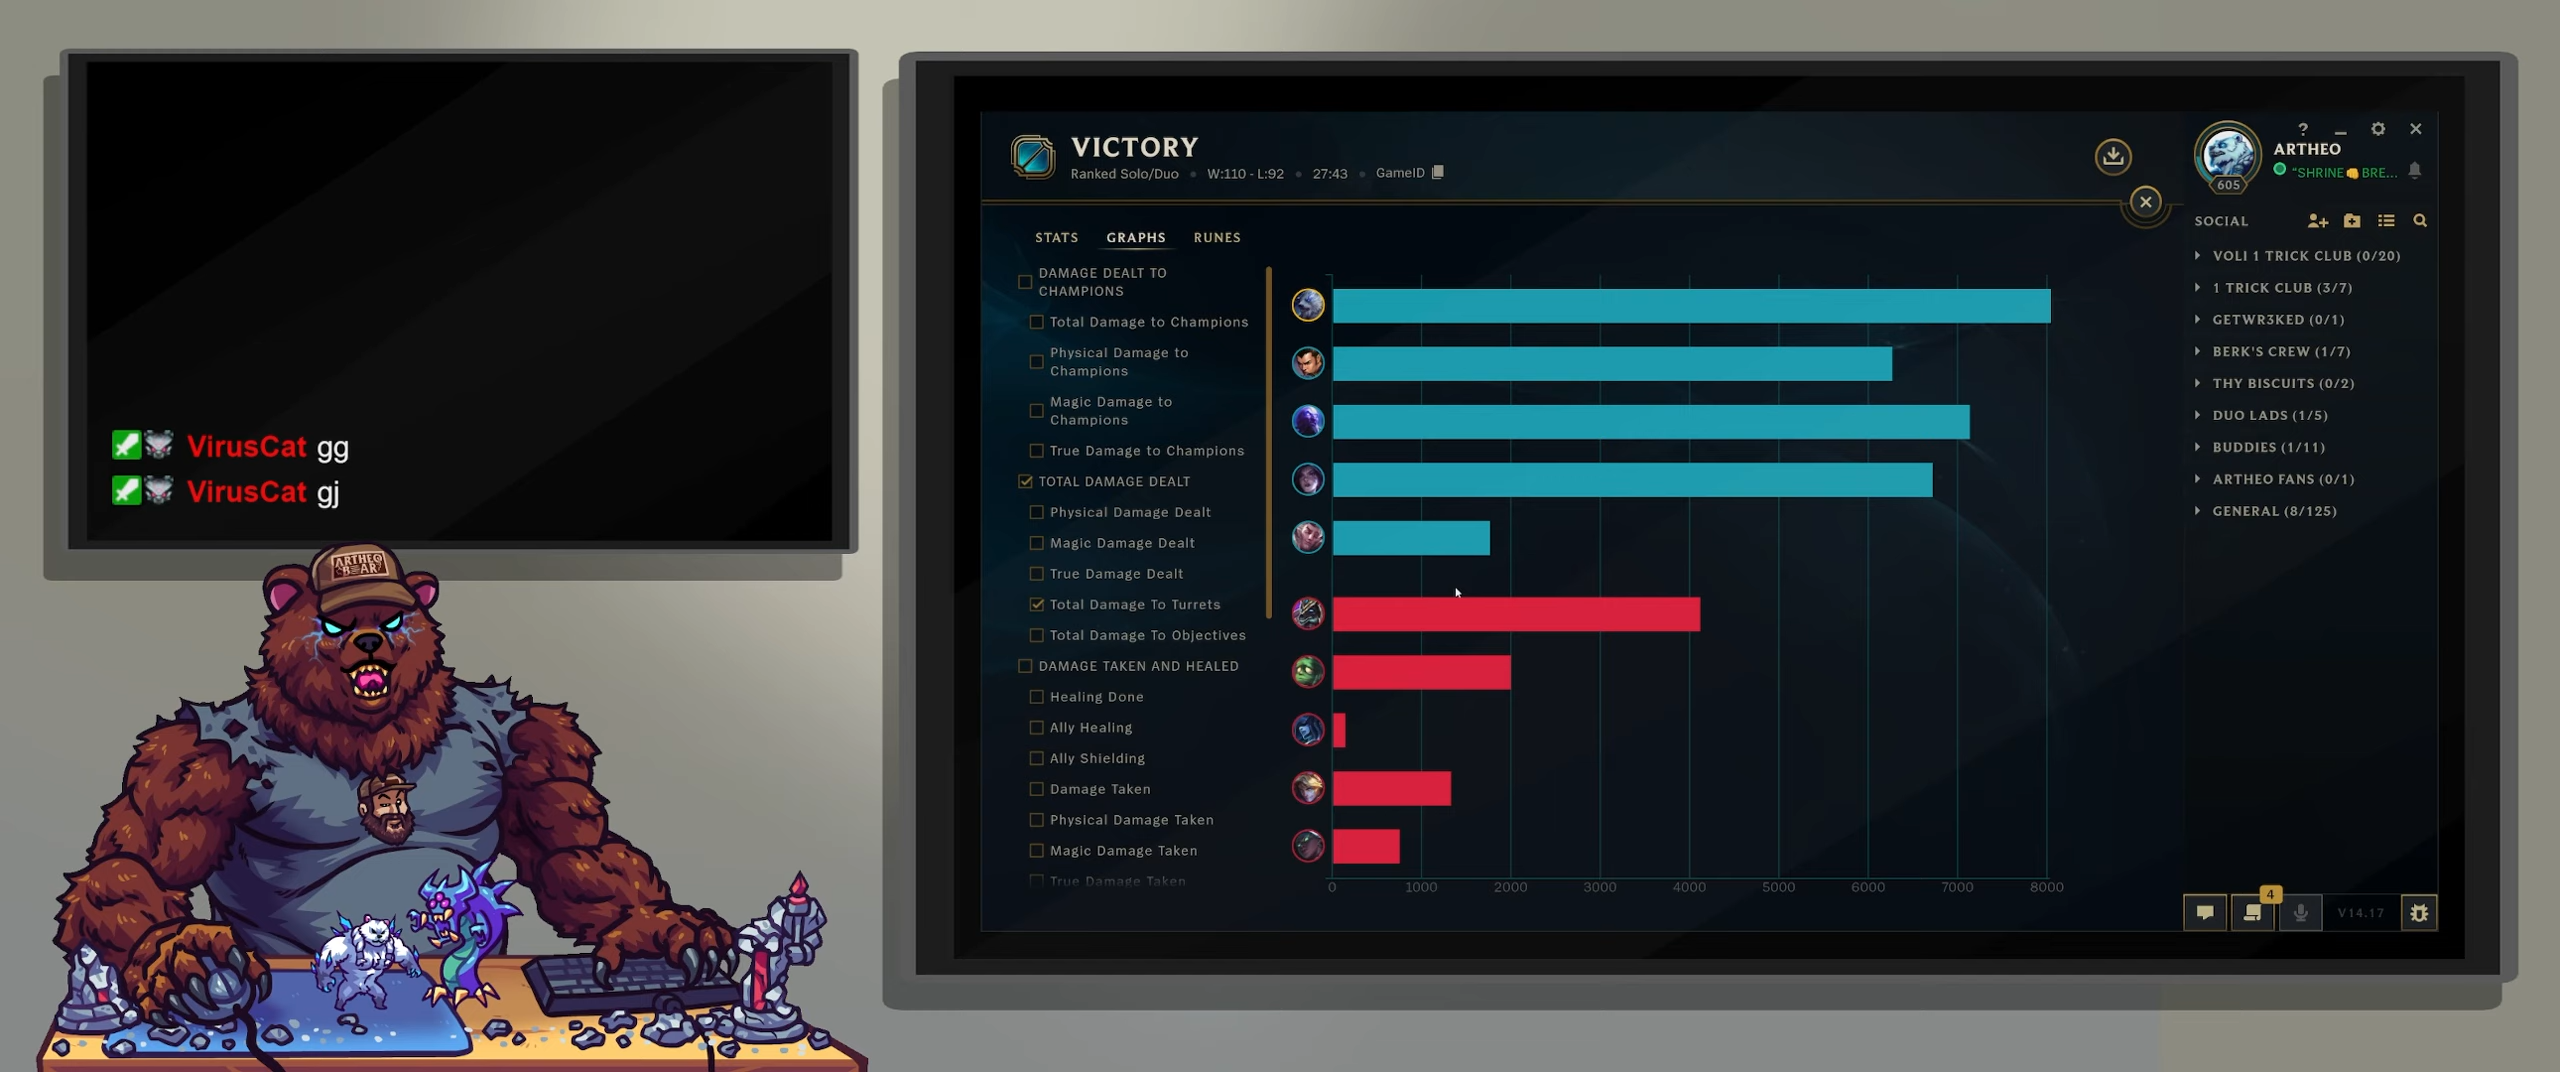 VirusCat gg
VirusCat gj
ARTHEO
BEAR
VICTORY
Ranked Solo/Duo • W:110 - L:92 • 27:43 • GameID
STATS GRAPHS RUNES
DAMAGE DEALT TO
CHAMPIONS
Total Damage to Champions
Physical Damage to
Champions
Magic Damage to
Champions
True Damage to Champions
TOTAL DAMAGE DEALT
Physical Damage Dealt
Magic Damage Dealt
True Damage Dealt
Total Damage To Turrets
Total Damage To Objectives
DAMAGE TAKEN AND HEALED
Healing Done
Ally Healing
Ally Shielding
Damage Taken
Physical Damage Taken
Magic Damage Taken
True Damage Taken
0 1000 2000 3000 4000 5000 6000 7000 8000
?
ARTHEO
605
"SHRINE👊BRE...
SOCIAL
VOLI 1 TRICK CLUB (0/20)
1 TRICK CLUB (3/7)
GETWR3KED (0/1)
BERK'S CREW (1/7)
THY BISCUITS (0/2)
DUO LADS (1/5)
BUDDIES (1/11)
ARTHEO FANS (0/1)
GENERAL (8/125)
4
V14.17